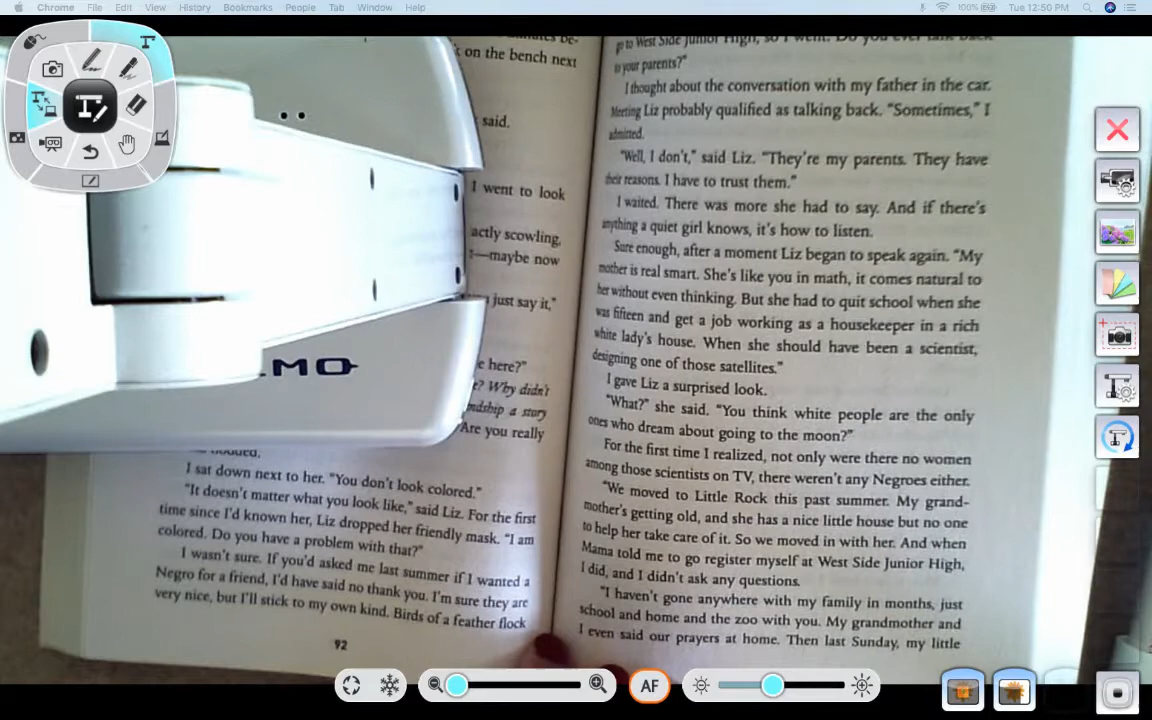 Chrome File Edit View History Bookmarks People Tab Window Help
100% Tue 12:50 PM
on the bench next
said.
I went to look
actly scowling,
—maybe now
just say it,"
here?"
? Why didn't
ndship a story
Are you really
ELMO
I sat down next to her. "You don't look colored."
"It doesn't matter what you look like," said Liz. For the first
time since I'd known her, Liz dropped her friendly mask. "I am
colored. Do you have a problem with that?"
I wasn't sure. If you'd asked me last summer if I wanted a
Negro for a friend, I'd have said no thank you. I'm sure they are
very nice, but I'll stick to my own kind. Birds of a feather flock
92
go to West Side Junior High, so I went. Do you ever talk back
to your parents?"
I thought about the conversation with my father in the car.
Meeting Liz probably qualified as talking back. "Sometimes," I
admitted.
"Well, I don't," said Liz. "They're my parents. They have
their reasons. I have to trust them."
I waited. There was more she had to say. And if there's
anything a quiet girl knows, it's how to listen.
Sure enough, after a moment Liz began to speak again. "My
mother is real smart. She's like you in math, it comes natural to
her without even thinking. But she had to quit school when she
was fifteen and get a job working as a housekeeper in a rich
white lady's house. When she should have been a scientist,
designing one of those satellites."
I gave Liz a surprised look.
"What?" she said. "You think white people are the only
ones who dream about going to the moon?"
For the first time I realized, not only were there no women
among those scientists on TV, there weren't any Negroes either.
"We moved to Little Rock this past summer. My grand-
mother's getting old, and she has a nice little house but no one
to help her take care of it. So we moved in with her. And when
Mama told me to go register myself at West Side Junior High,
I did, and I didn't ask any questions.
"I haven't gone anywhere with my family in months, just
school and home and the zoo with you. My grandmother and
I even said our prayers at home. Then last Sunday, my little
AF